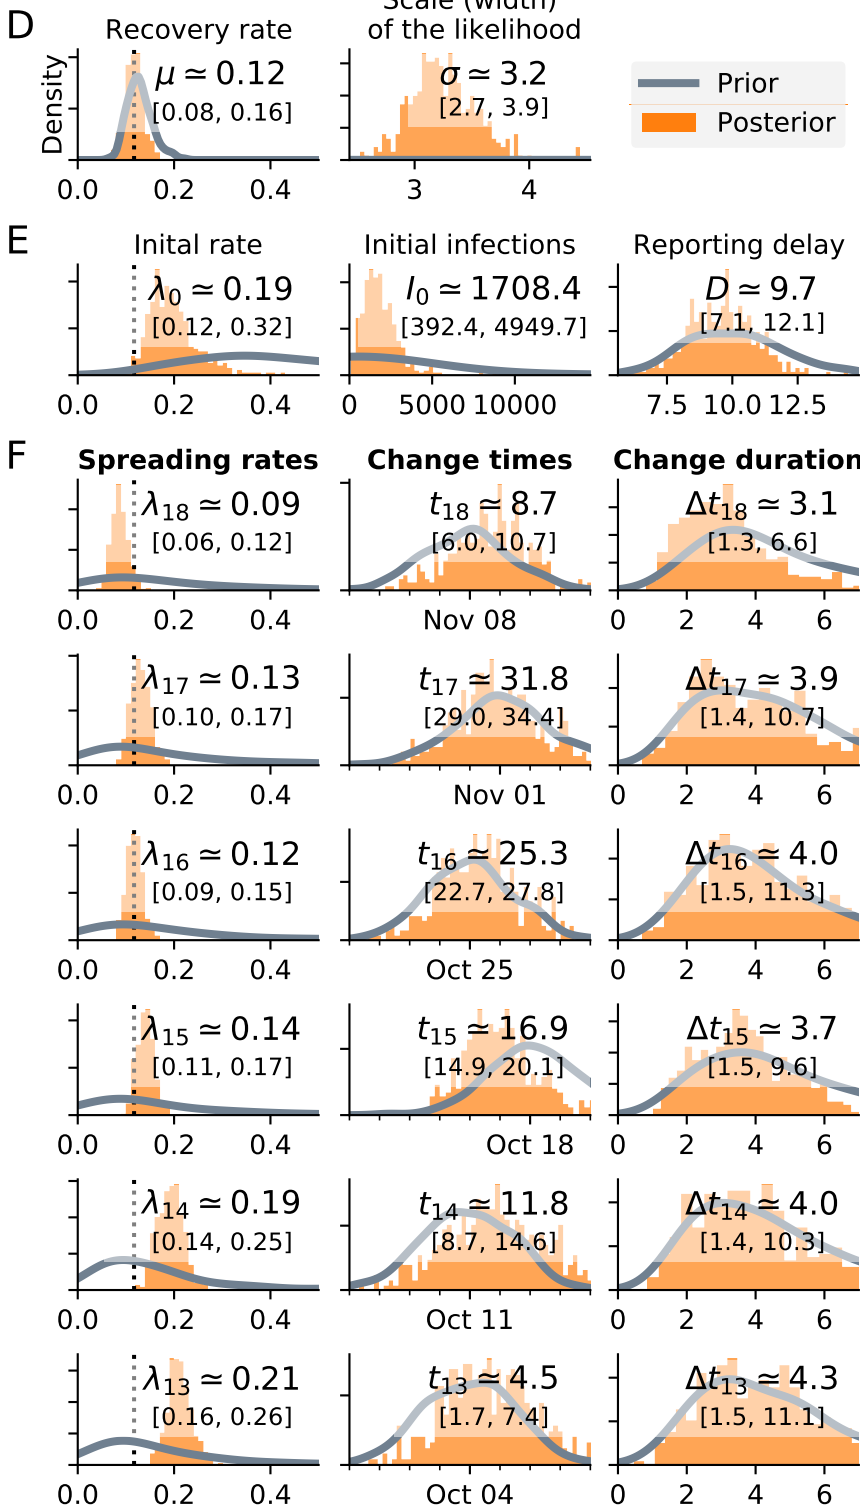 D
Recovery rate
Scale (width)
of the likelihood
Density
μ ≃ 0.12
[0.08, 0.16]
σ ≃ 3.2
[2.7, 3.9]
Prior
Posterior
0.0 0.2 0.4
3 4
E
Inital rate
Initial infections
Reporting delay
λ0 ≃ 0.19
[0.12, 0.32]
I0 ≃ 1708.4
[392.4, 4949.7]
D ≃ 9.7
[7.1, 12.1]
0.0 0.2 0.4
0 5000 10000
7.5 10.0 12.5
F
Spreading rates
Change times
Change duration
λ18 ≃ 0.09
[0.06, 0.12]
t18 ≃ 8.7
[6.0, 10.7]
Δt18 ≃ 3.1
[1.3, 6.6]
0.0 0.2 0.4
Nov 08
0 2 4 6
λ17 ≃ 0.13
[0.10, 0.17]
t17 ≃ 31.8
[29.0, 34.4]
Δt17 ≃ 3.9
[1.4, 10.7]
0.0 0.2 0.4
Nov 01
0 2 4 6
λ16 ≃ 0.12
[0.09, 0.15]
t16 ≃ 25.3
[22.7, 27.8]
Δt16 ≃ 4.0
[1.5, 11.3]
0.0 0.2 0.4
Oct 25
0 2 4 6
λ15 ≃ 0.14
[0.11, 0.17]
t15 ≃ 16.9
[14.9, 20.1]
Δt15 ≃ 3.7
[1.5, 9.6]
0.0 0.2 0.4
Oct 18
0 2 4 6
λ14 ≃ 0.19
[0.14, 0.25]
t14 ≃ 11.8
[8.7, 14.6]
Δt14 ≃ 4.0
[1.4, 10.3]
0.0 0.2 0.4
Oct 11
0 2 4 6
λ13 ≃ 0.21
[0.16, 0.26]
t13 ≃ 4.5
[1.7, 7.4]
Δt13 ≃ 4.3
[1.5, 11.1]
0.0 0.2 0.4
Oct 04
0 2 4 6